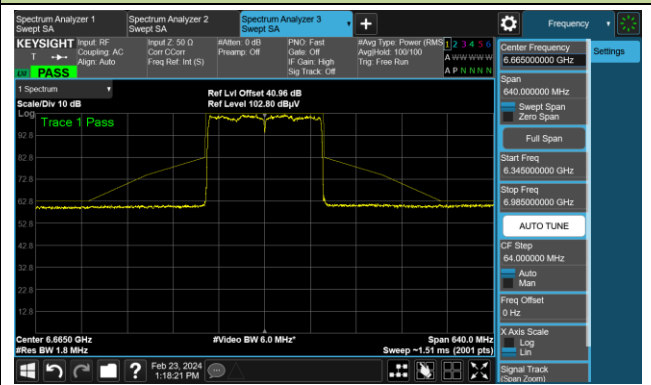 Spectrum Analyzer 1
Swept SA
Spectrum Analyzer 2
Swept SA
Spectrum Analyzer 3
Swept SA
Frequency
KEYSIGHT
Input: RF
Coupling: AC
Align: Auto
Input Z: 50 Ω
Corr CCorr
Freq Ref: Int (S)
#Atten: 0 dB
Preamp: Off
PNO: Fast
Gate: Off
IF Gain: High
Sig Track: Off
#Avg Type: Power (RMS
Avg|Hold: 100/100
Trig: Free Run
1 2 3 4 5 6
A W W W W W
A P N N N N
T
PASS
1 Spectrum
Scale/Div 10 dB
Log
Ref Lvl Offset 40.96 dB
Ref Level 102.80 dBµV
Trace 1 Pass
92.8
82.8
72.8
62.8
52.8
42.8
32.8
22.8
12.8
Center 6.6650 GHz
#Res BW 1.8 MHz
#Video BW 6.0 MHz*
Span 640.0 MHz
Sweep ~1.51 ms (2001 pts)
Center Frequency
6.665000000 GHz
Settings
Span
640.000000 MHz
Swept Span
Zero Span
Full Span
Start Freq
6.345000000 GHz
Stop Freq
6.985000000 GHz
AUTO TUNE
CF Step
64.000000 MHz
Auto
Man
Freq Offset
0 Hz
X Axis Scale
Log
Lin
Signal Track
(Span Zoom)
?
Feb 23, 2024
1:18:21 PM